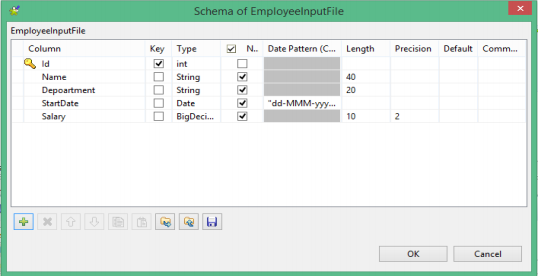 Schema of EmployeeInputFile
EmployeeInputFile
Column Key Type N.. Date Pattern (C... Length Precision Default Comm...
Id int
Name String 40
Depoartment String 20
StartDate Date "dd-MMM-yyy...
Salary BigDeci... 10 2
OK Cancel